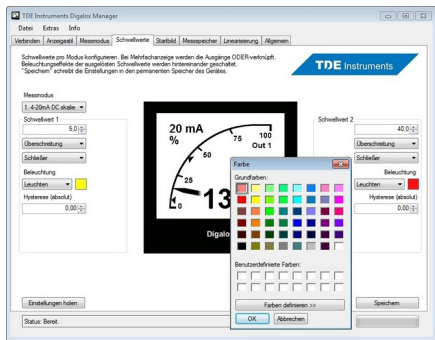 TDE Instruments Digalox Manager
Datei Extras Info
Verbinden Anzeigestil Messmodus Schwellwerte Startbild Messspeicher Linearisierung Allgemein
Schwellwerte pro Modus konfigurieren. Bei Mehrfachanzeige werden die Ausgänge ODER-verknüpft.
Beleuchtungseffekte der ausgelösten Schwellwerte werden hintereinander geschaltet.
"Speichern" schreibt die Einstellungen in den permanenten Speicher des Gerätes.
TDE Instruments
Messmodus
1. 4-20mA DC skalie
Schwellwert 1
5,0
Überschreitung
Schließer
Beleuchtung
Leuchten
Hysterese (absolut)
0,00
20 mA
%
0
25
50
75
100
Out 1
13
Digalo
Schwellwert 2
40,0
Überschreitung
Schließer
Beleuchtung
Leuchten
Hysterese (absolut)
0,00
Farbe
Grundfarben:
Benutzerdefinierte Farben:
Farben definieren >>
OK Abbrechen
Einstellungen holen
Speichern
Status: Bereit.